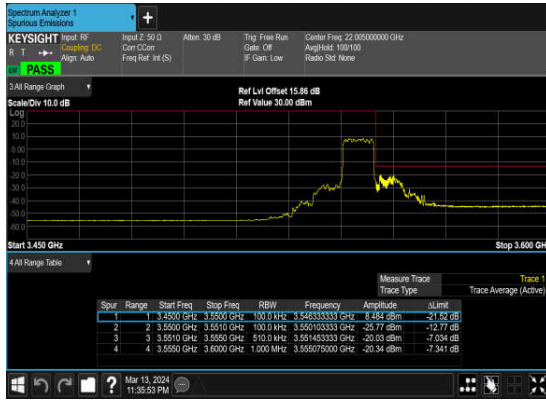 Spectrum Analyzer 1
Spurious Emissions
KEYSIGHT Input: RF Input Z: 50 Ω Atten: 30 dB Trig: Free Run Center Freq: 22.005000000 GHz
R T Coupling: DC Corr CCorr Gate: Off Avg|Hold: 100/100
Align: Auto Freq Ref: Int (S) IF Gain: Low Radio Std: None
PASS
3 All Range Graph
Ref Lvl Offset 15.86 dB
Scale/Div 10.0 dB Ref Value 30.00 dBm
Log
20.0
10.0
0.00
-10.0
-20.0
-30.0
-40.0
-50.0
-60.0
Start 3.450 GHz Stop 3.600 GH
4 All Range Table
Measure Trace Trace 1
Trace Type Trace Average (Active)
Spur Range Start Freq Stop Freq RBW Frequency Amplitude ΔLimit
1 1 3.4500 GHz 3.5500 GHz 100.0 kHz 3.546333333 GHz 8.484 dBm -21.52 dB
2 2 3.5500 GHz 3.5510 GHz 100.0 kHz 3.550103333 GHz -25.77 dBm -12.77 dB
3 3 3.5510 GHz 3.5550 GHz 510.0 kHz 3.551453333 GHz -20.03 dBm -7.034 dB
4 4 3.5550 GHz 3.6000 GHz 1.000 MHz 3.555075000 GHz -20.34 dBm -7.341 dB
Mar 13, 2024
11:35:53 PM